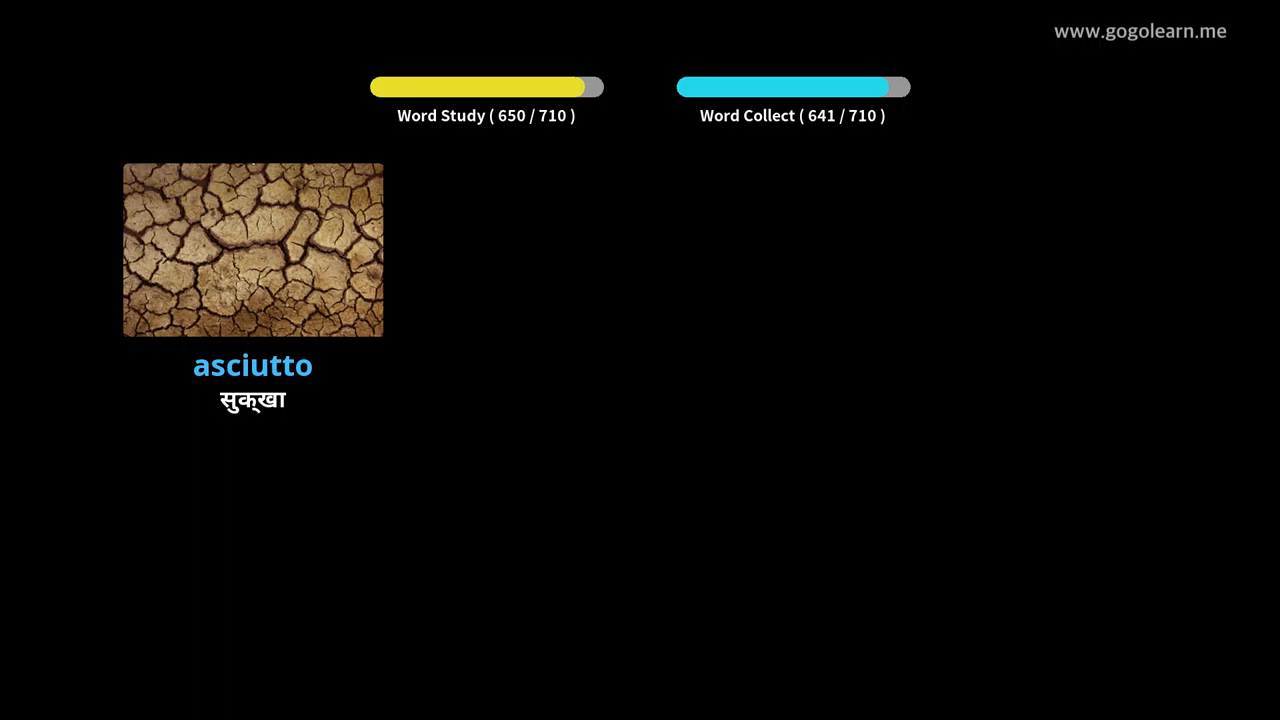 www.gogolearn.me
Word Study ( 650 / 710 )
Word Collect ( 641 / 710 )
asciutto
सुक्‌खा